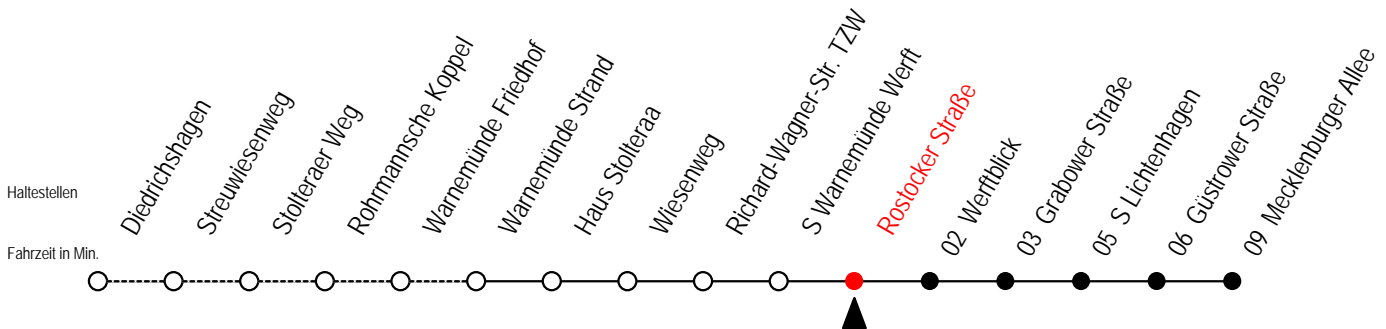 Haltestellen
Fahrzeit in Min.
Diedrichshagen
Streuwiesenweg
Stolteraer Weg
Rohrmannsche Koppel
Warnemünde Friedhof
Warnemünde Strand
Haus Stolteraa
Wiesenweg
Richard-Wagner-Str. TZW
S Warnemünde Werft
Rostocker Straße
02 Werftblick
03 Grabower Straße
05 S Lichtenhagen
06 Güstrower Straße
09 Mecklenburger Allee